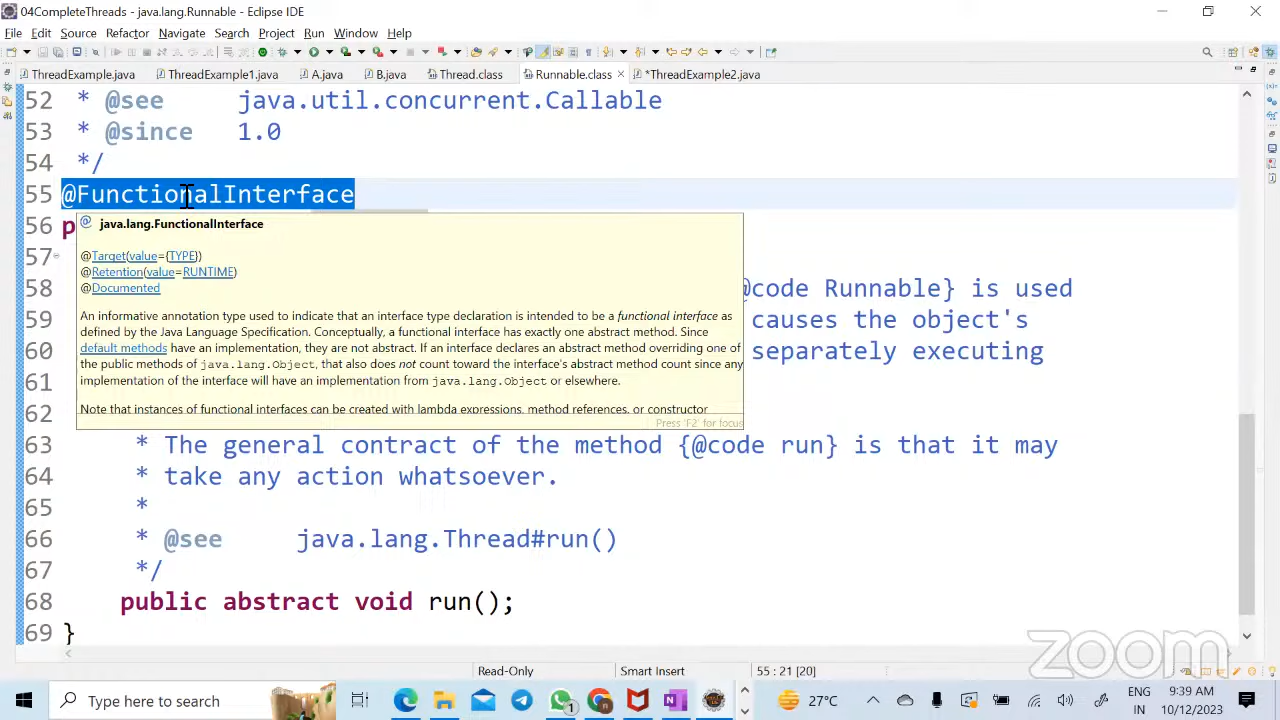 04CompleteThreads - java.lang.Runnable - Eclipse IDE
File Edit Source Refactor Navigate Search Project Run Window Help
ThreadExample.java ThreadExample1.java A.java B.java Thread.class Runnable.class *ThreadExample2.java
52 * @see java.util.concurrent.Callable
53 * @since 1.0
54 */
55 @FunctionalInterface
56 p
java.lang.FunctionalInterface
@Target(value={TYPE})
@Retention(value=RUNTIME)
@Documented
An informative annotation type used to indicate that an interface type declaration is intended to be a functional interface as
defined by the Java Language Specification. Conceptually, a functional interface has exactly one abstract method. Since
default methods have an implementation, they are not abstract. If an interface declares an abstract method overriding one of
the public methods of java.lang.Object, that also does not count toward the interface's abstract method count since any
implementation of the interface will have an implementation from java.lang.Object or elsewhere.
Note that instances of functional interfaces can be created with lambda expressions, method references, or constructor
Press 'F2' for focus
57
58 @code Runnable} is used
59 causes the object's
60 separately executing
61
62
63 * The general contract of the method {@code run} is that it may
64 * take any action whatsoever.
65 *
66 * @see java.lang.Thread#run()
67 */
68 public abstract void run();
69 }
zoom
Read-Only Smart Insert 55 : 21 [20]
Type here to search
1
27°C
ENG
IN
9:39 AM
10/12/2023